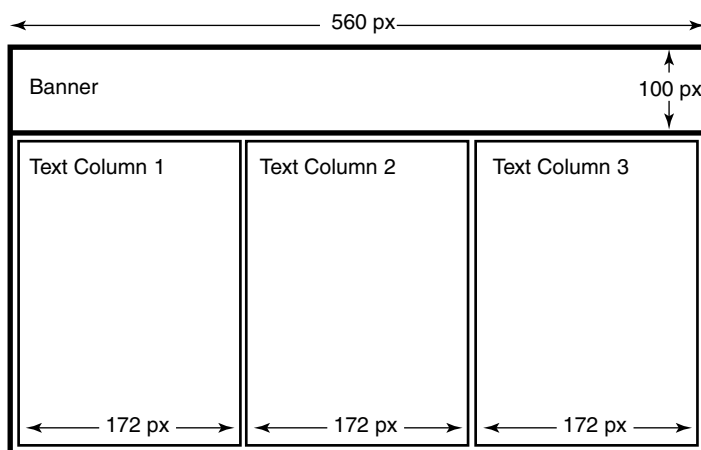 560 px
Banner
100 px
Text Column 1
Text Column 2
Text Column 3
172 px
172 px
172 px